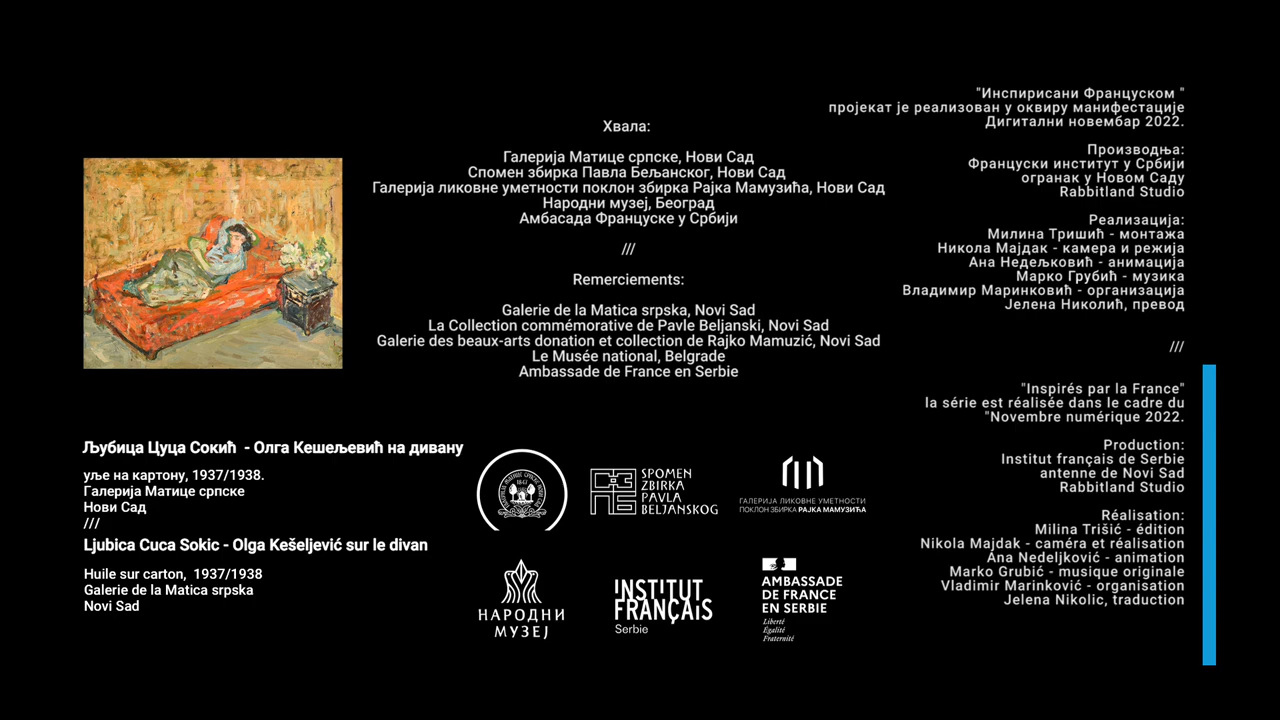 Љубица Цуца Сокић - Олга Кешељевић на дивану
уље на картону, 1937/1938.
Галерија Матице српске
Нови Сад
///
Ljubica Cuca Sokic - Olga Kešeljević sur le divan
Huile sur carton, 1937/1938
Galerie de la Matica srpska
Novi Sad
Хвала:
Галерија Матице српске, Нови Сад
Спомен збирка Павла Бељанског, Нови Сад
Галерија ликовне уметности поклон збирка Рајка Мамузића, Нови Сад
Народни музеј, Београд
Амбасада Француске у Србији
///
Remerciements:
Galerie de la Matica srpska, Novi Sad
La Collection commémorative de Pavle Beljanski, Novi Sad
Galerie des beaux-arts donation et collection de Rajko Mamuzić, Novi Sad
Le Musée national, Belgrade
Ambassade de France en Serbie
1847
SPOMEN
ZBIRKA
PAVLA
BELJANSKOG
ГАЛЕРИЈА ЛИКОВНЕ УМЕТНОСТИ
ПОКЛОН ЗБИРКА РАЈКА МАМУЗИЋА
НАРОДНИ
МУЗЕЈ
INSTITUT
FRANÇAIS
Serbie
AMBASSADE
DE FRANCE
EN SERBIE
Liberté
Égalité
Fraternité
"Инспирисани Француском "
пројекат је реализован у оквиру манифестације
Дигитални новембар 2022.
Производња:
Француски институт у Србији
огранак у Новом Саду
Rabbitland Studio
Реализација:
Милина Тришић - монтажа
Никола Мајдак - камера и режија
Ана Недељковић - анимација
Марко Грубић - музика
Владимир Маринковић - организација
Јелена Николић, превод
///
"Inspirés par la France"
la série est réalisée dans le cadre du
"Novembre numérique 2022.
Production:
Institut français de Serbie
antenne de Novi Sad
Rabbitland Studio
Réalisation:
Milina Trišić - édition
Nikola Majdak - caméra et réalisation
Ana Nedeljković - animation
Marko Grubić - musique originale
Vladimir Marinković - organisation
Jelena Nikolic, traduction